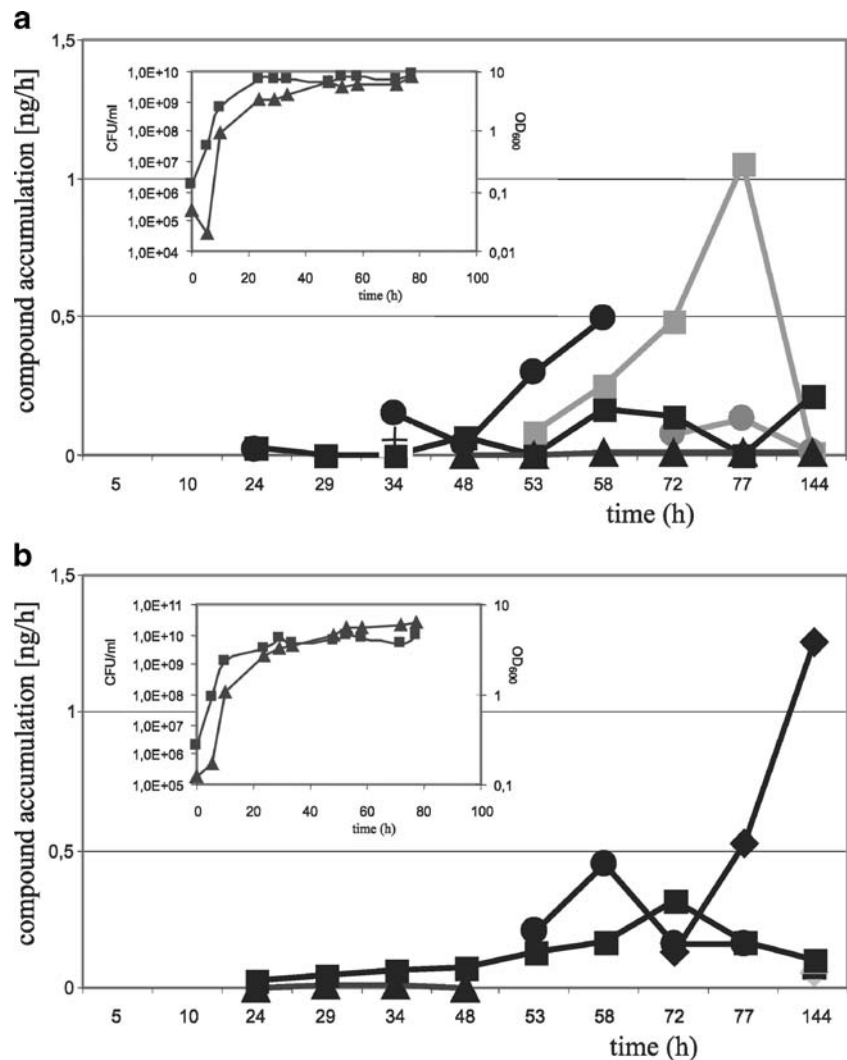 a
compound accumulation [ng/h]
1,5
1
0,5
0
5 10 24 29 34 48 53 58 72 77 144
time (h)
CFU/ml
1,0E+10
1,0E+09
1,0E+08
1,0E+07
1,0E+06
1,0E+05
1,0E+04
OD600
10
1
0,1
0,01
0 20 40 60 80 100
time (h)
b
compound accumulation [ng/h]
1,5
1
0,5
0
5 10 24 29 34 48 53 58 72 77 144
time (h)
CFU/ml
1,0E+11
1,0E+10
1,0E+09
1,0E+08
1,0E+07
1,0E+06
1,0E+05
OD600
10
1
0,1
0 20 40 60 80 100
time (h)